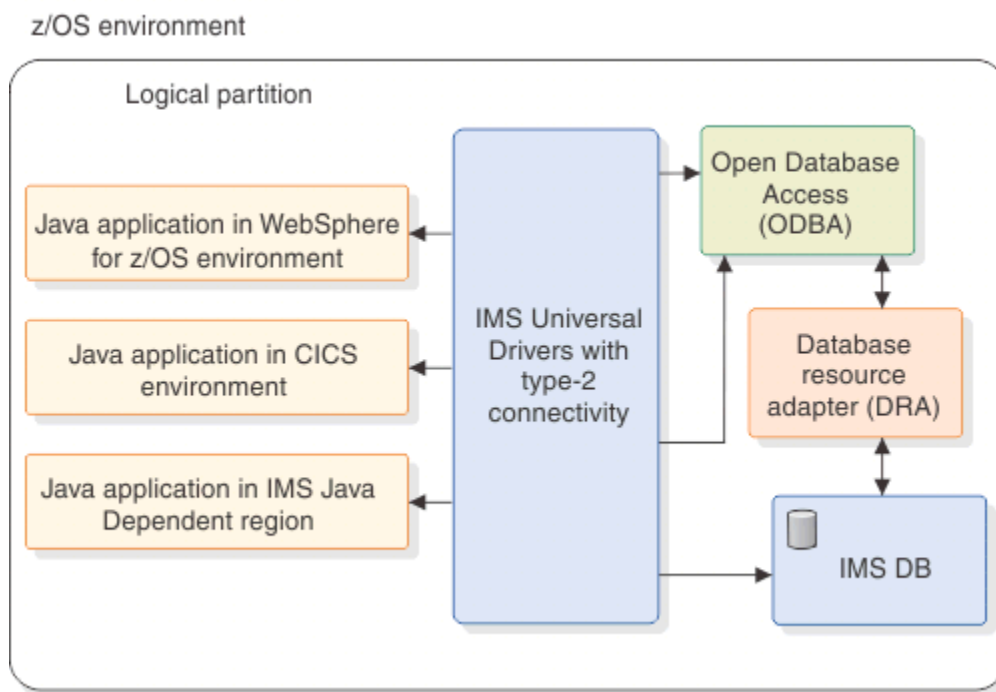 z/OS environment
Logical partition
Java application in WebSphere
for z/OS environment
Java application in CICS
environment
Java application in IMS Java
Dependent region
IMS Universal
Drivers with
type-2
connectivity
Open Database
Access
(ODBA)
Database
resource
adapter (DRA)
IMS DB